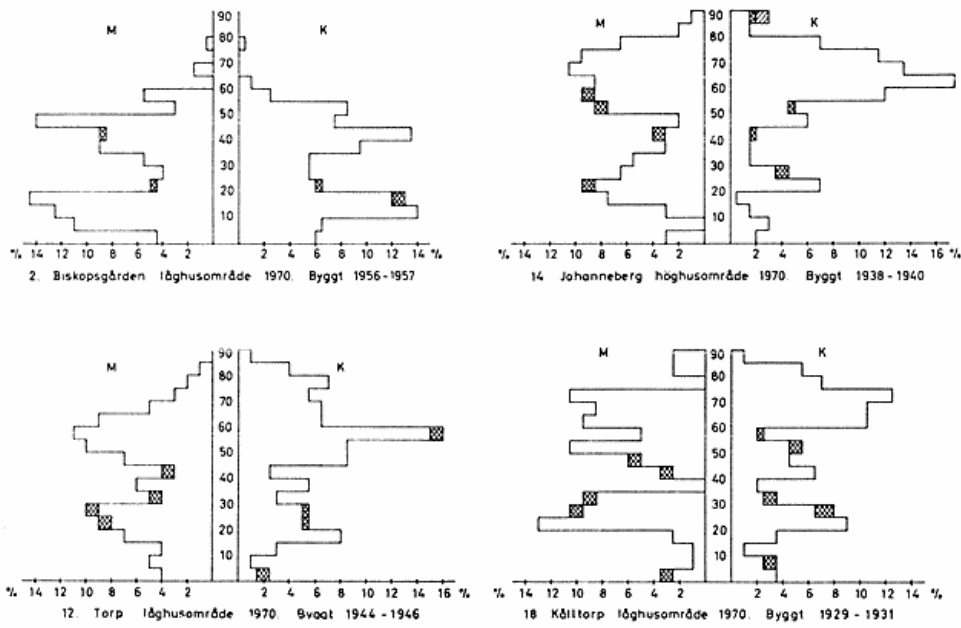 M 90 K
80
70
60
50
40
30
20
10
% 14 12 10 8 6 4 2 2 4 6 8 10 12 14 %
2. Biskopsgården låghusområde 1970. Byggt 1956-1957
M 90 K
80
70
60
50
40
30
20
10
% 14 12 10 8 6 4 2 2 4 6 8 10 12 14 16 %
14 Johanneberg höghusområde 1970. Byggt 1938-1940
M 90 K
80
70
60
50
40
30
20
10
% 14 12 10 8 6 4 2 2 4 6 8 10 12 14 16 %
12. Torp låghusområde 1970. Byggt 1944-1946
M 90 K
80
70
60
50
40
30
20
10
% 14 12 10 8 6 4 2 2 4 6 8 10 12 14 %
18 Kålltorp låghusområde 1970. Byggt 1929-1931